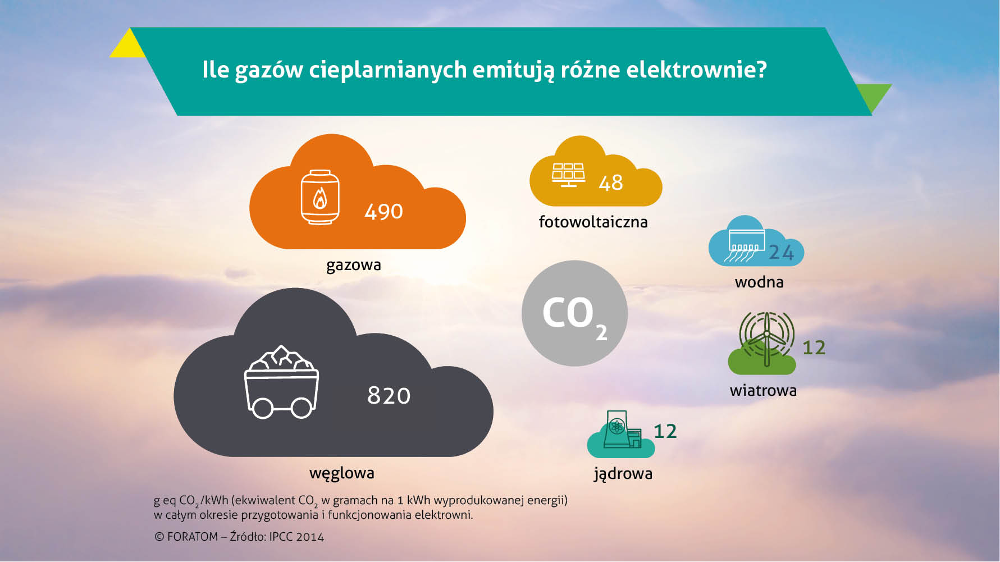 Ile gazów cieplarnianych emitują różne elektrownie?
490
gazowa
48
fotowoltaiczna
24
wodna
CO₂
12
wiatrowa
820
węglowa
12
jądrowa
g eq CO₂/kWh (ekwiwalent CO₂ w gramach na 1 kWh wyprodukowanej energii)
w całym okresie przygotowania i funkcjonowania elektrowni.
© FORATOM – Źródło: IPCC 2014